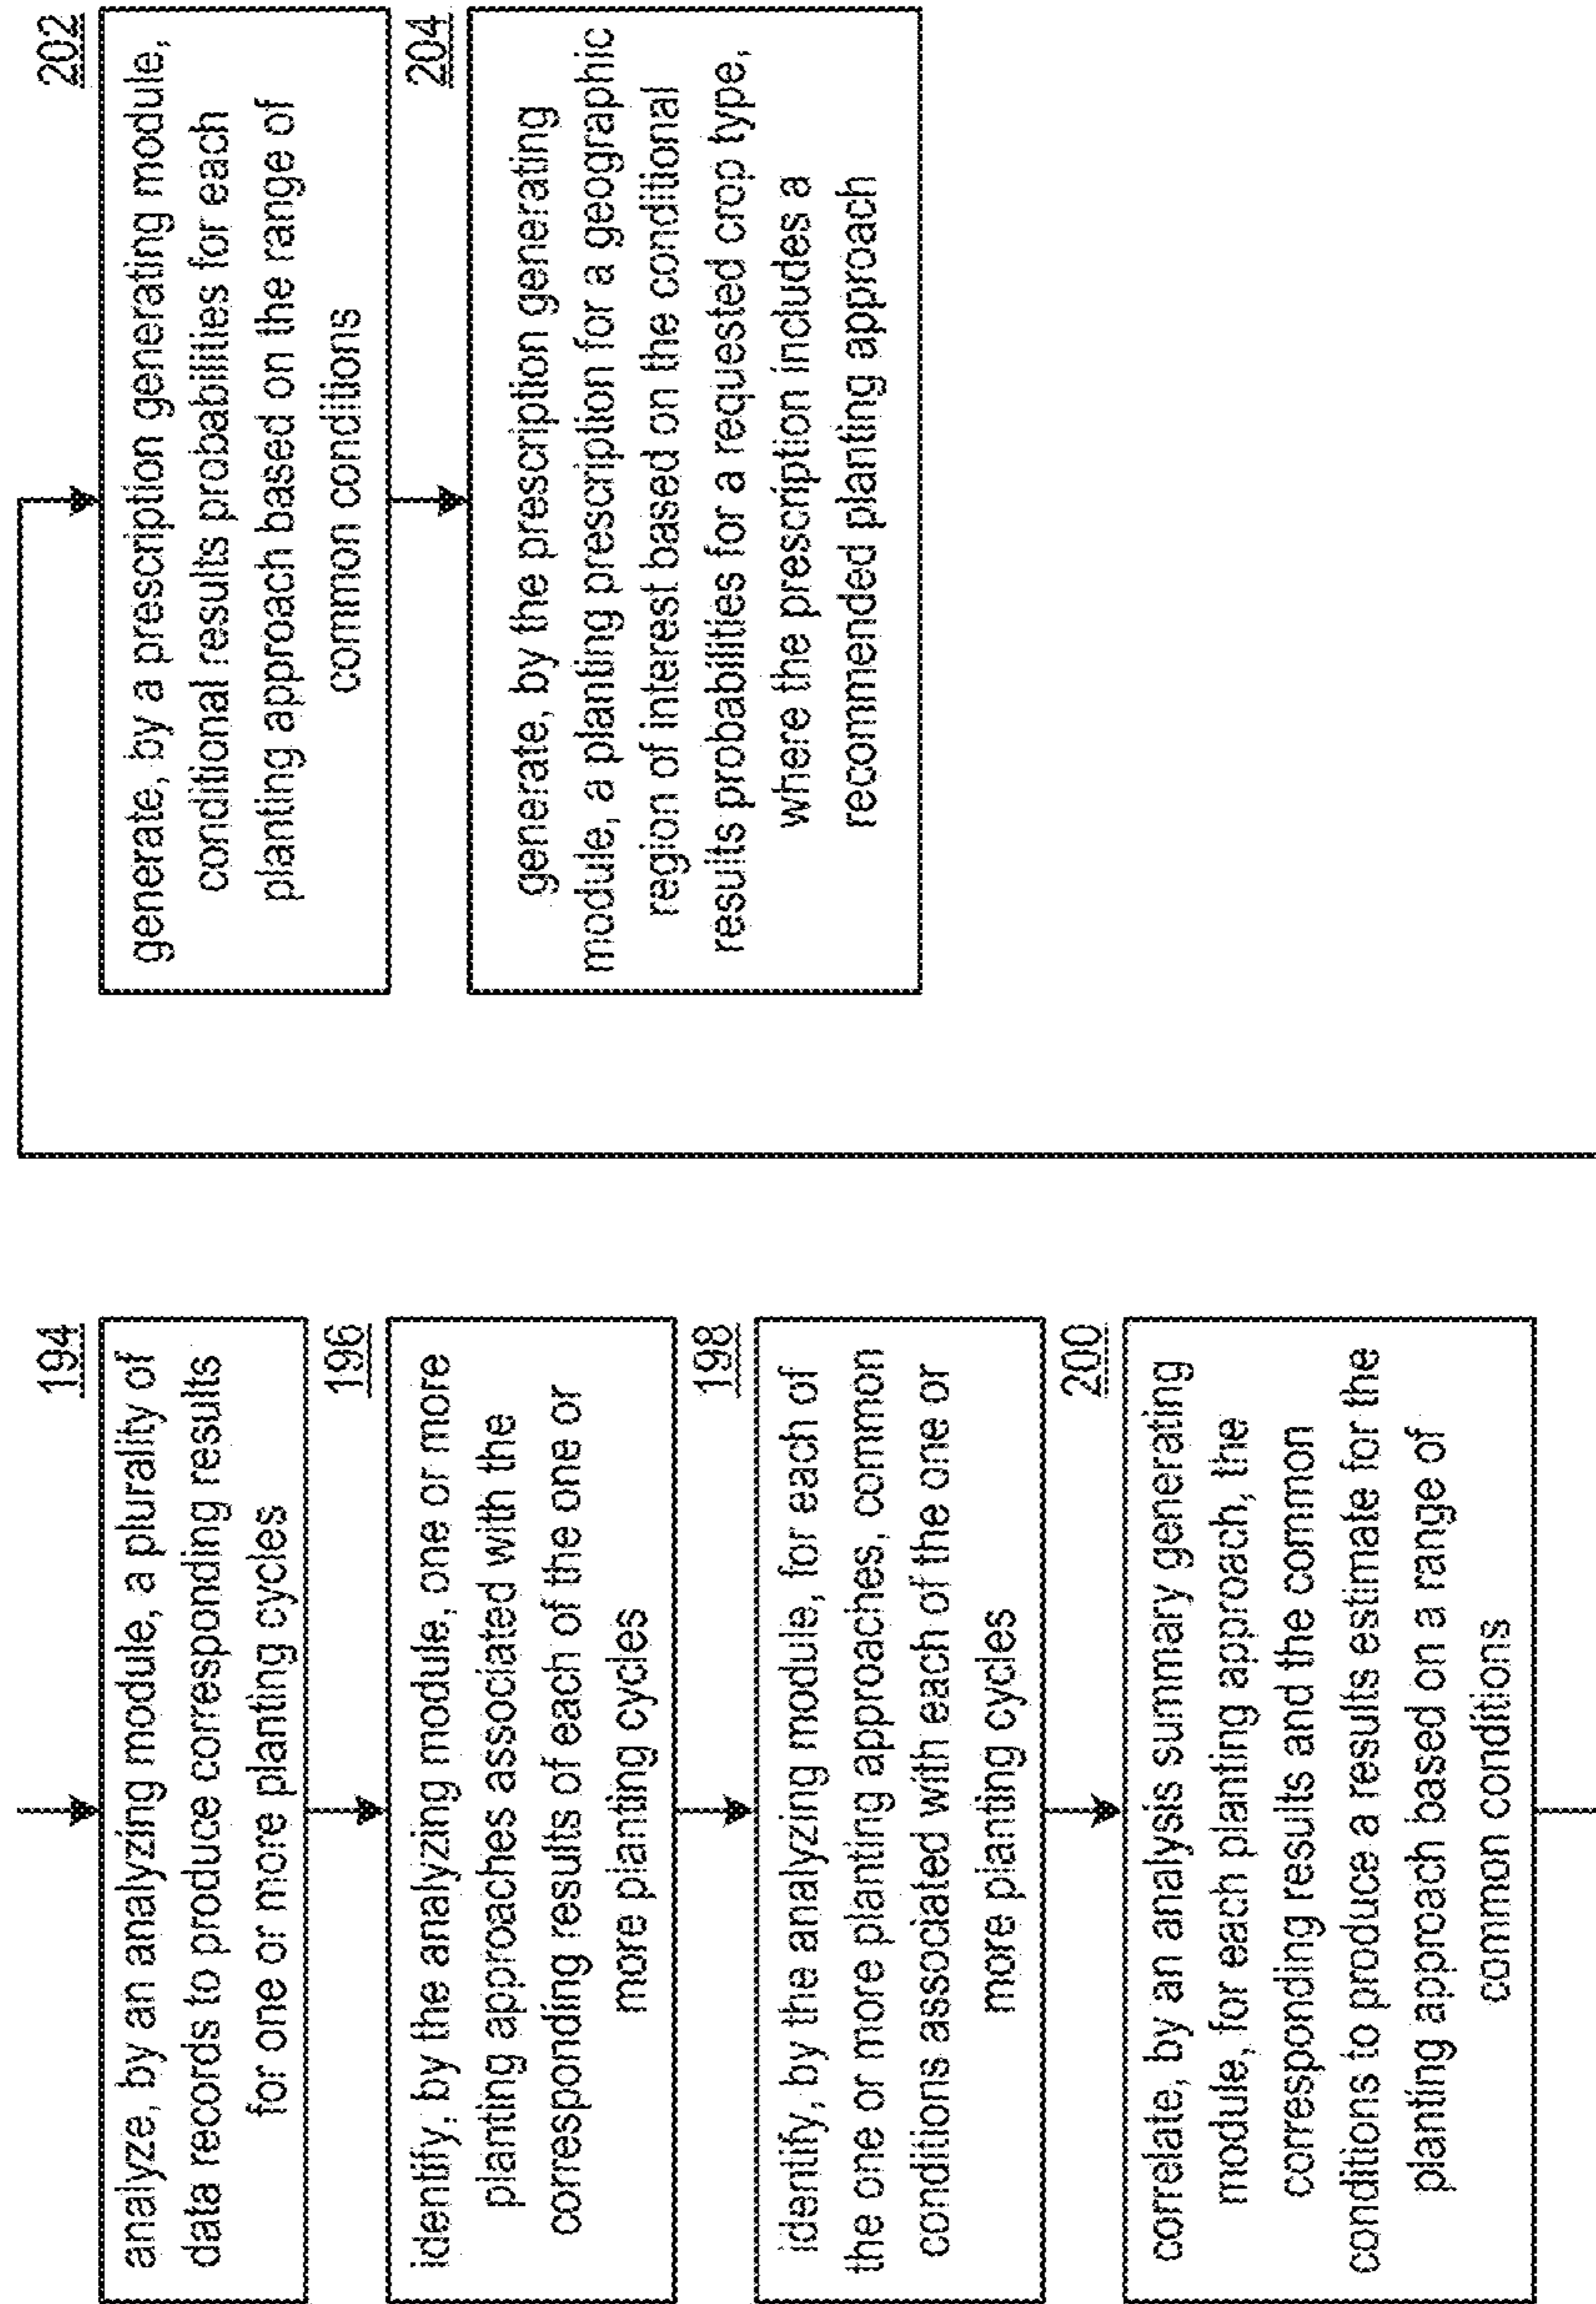 194
analyze, by an analyzing module, a plurality of
data records to produce corresponding results
for one or more planting cycles
196
identify, by the analyzing module, one or more
planting approaches associated with the
corresponding results of each of the one or
more planting cycles
198
identify, by the analyzing module, for each of
the one or more planting approaches, common
conditions associated with each of the one or
more planting cycles
200
correlate, by an analysis summary generating
module, for each planting approach, the
corresponding results and the common
conditions to produce a results estimate for the
planting approach based on a range of
common conditions
202
generate, by a prescription generating module,
conditional results probabilities for each
planting approach based on the range of
common conditions
204
generate, by the prescription generating
module, a planting prescription for a geographic
region of interest based on the conditional
results probabilities for a requested crop type,
where the prescription includes a
recommended planting approach